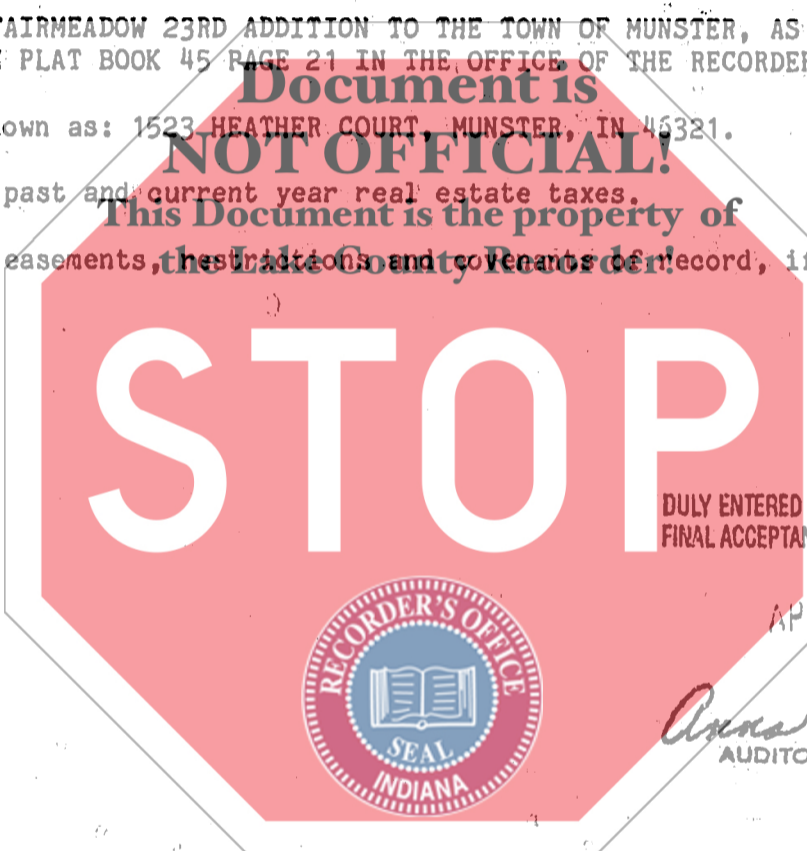 FAIRMEADOW 23RD ADDITION TO THE TOWN OF MUNSTER, AS
PLAT BOOK 45 PAGE 21 IN THE OFFICE OF THE RECORDER
Document is
own as: 1523 HEATHER COURT, MUNSTER, IN 46321.
NOT OFFICIAL!
past and current year real estate taxes.
This Document is the property of
easements, restrictions and covenants of record, if
the Lake County Recorder!
STOP
DULY ENTERED
FINAL ACCEPTAN
AP
RECORDER'S OFFICE
Anna
AUDITO
SEAL
INDIANA